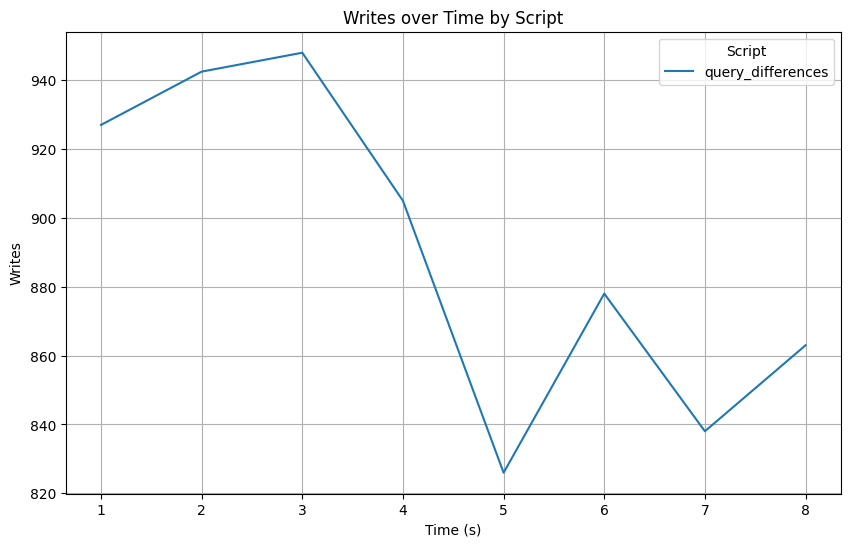 Writes over Time by Script
Script
query_differences
940
920
900
880
860
840
820
Writes
1 2 3 4 5 6 7 8
Time (s)